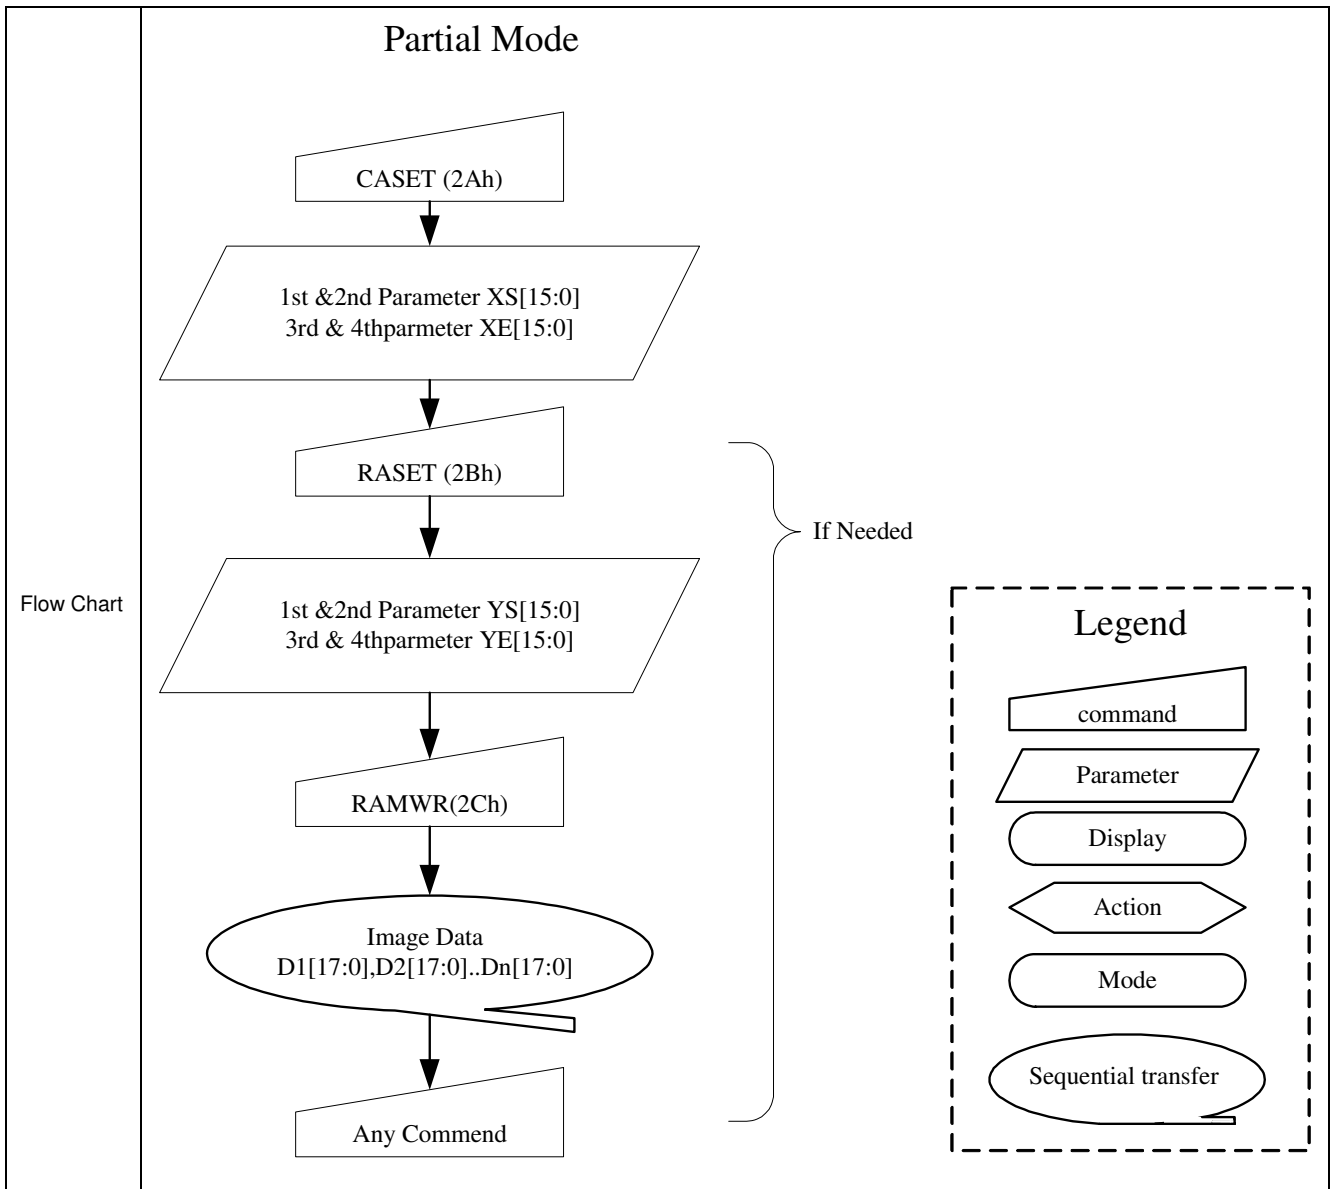 Partial Mode
CASET (2Ah)
1st &2nd Parameter XS[15:0]
3rd & 4thparmeter XE[15:0]
RASET (2Bh)
If Needed
1st &2nd Parameter YS[15:0]
3rd & 4thparmeter YE[15:0]
RAMWR(2Ch)
Image Data
D1[17:0],D2[17:0]..Dn[17:0]
Any Commend
Flow Chart
Legend
command
Parameter
Display
Action
Mode
Sequential transfer